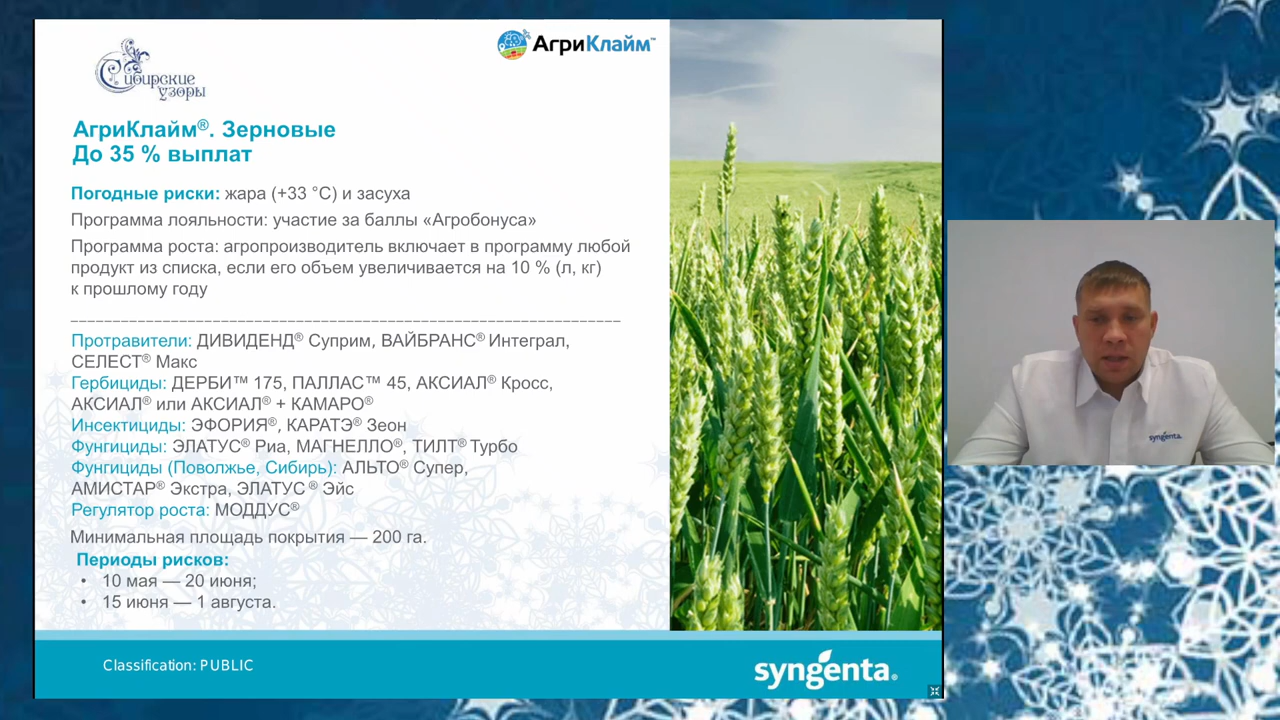 Сибирские
узоры
АгриКлайм™
АгриКлайм®. Зерновые
До 35 % выплат
Погодные риски: жара (+33 °C) и засуха
Программа лояльности: участие за баллы «Агробонуса»
Программа роста: агропроизводитель включает в программу любой
продукт из списка, если его объем увеличивается на 10 % (л, кг)
к прошлому году
Протравители: ДИВИДЕНД® Суприм, ВАЙБРАНС® Интеграл,
СЕЛЕСТ® Макс
Гербициды: ДЕРБИ™ 175, ПАЛЛАС™ 45, АКСИАЛ® Кросс,
АКСИАЛ® или АКСИАЛ® + КАМАРО®
Инсектициды: ЭФОРИЯ®, КАРАТЭ® Зеон
Фунгициды: ЭЛАТУС® Риа, МАГНЕЛЛО®, ТИЛТ® Турбо
Фунгициды (Поволжье, Сибирь): АЛЬТО® Супер,
АМИСТАР® Экстра, ЭЛАТУС® Эйс
Регулятор роста: МОДДУС®
Минимальная площадь покрытия — 200 га.
Периоды рисков:
• 10 мая — 20 июня;
• 15 июня — 1 августа.
Classification: PUBLIC
syngenta®
syngenta